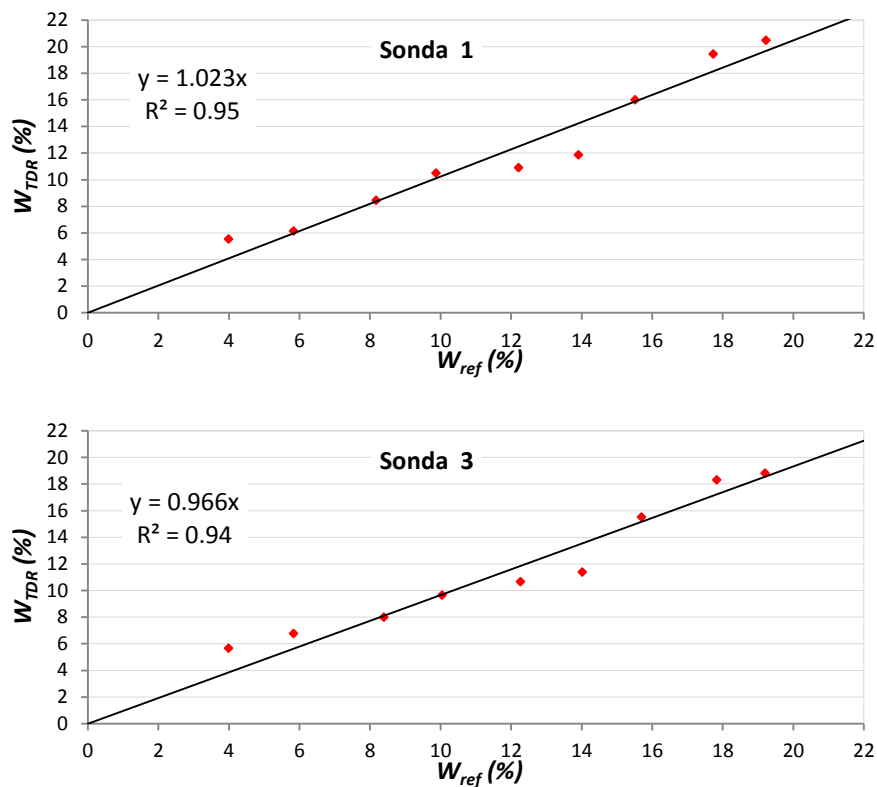 22
20
18
16
14
12
10
8
6
4
2
0
W_TDR (%)
Sonda 1
y = 1.023x
R² = 0.95
0 2 4 6 8 10 12 14 16 18 20 22
W_ref (%)
22
20
18
16
14
12
10
8
6
4
2
0
W_TDR (%)
Sonda 3
y = 0.966x
R² = 0.94
0 2 4 6 8 10 12 14 16 18 20 22
W_ref (%)